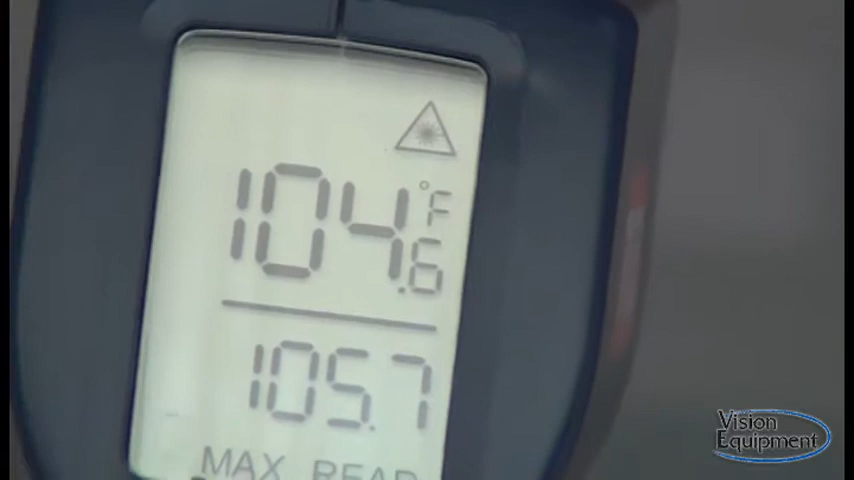 104.6 °F
105.7
MAX READ
Vision
Equipment